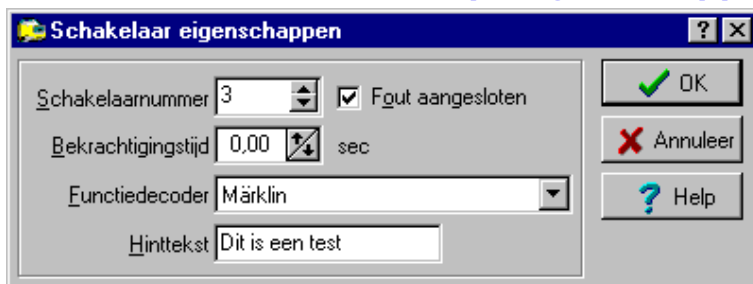 Schakelaar eigenschappen
Schakelaarnummer 3 Fout aangesloten
Bekrachtigingstijd 0,00 sec
Functiedecoder Märklin
Hinttekst Dit is een test
OK
Annuleer
? Help